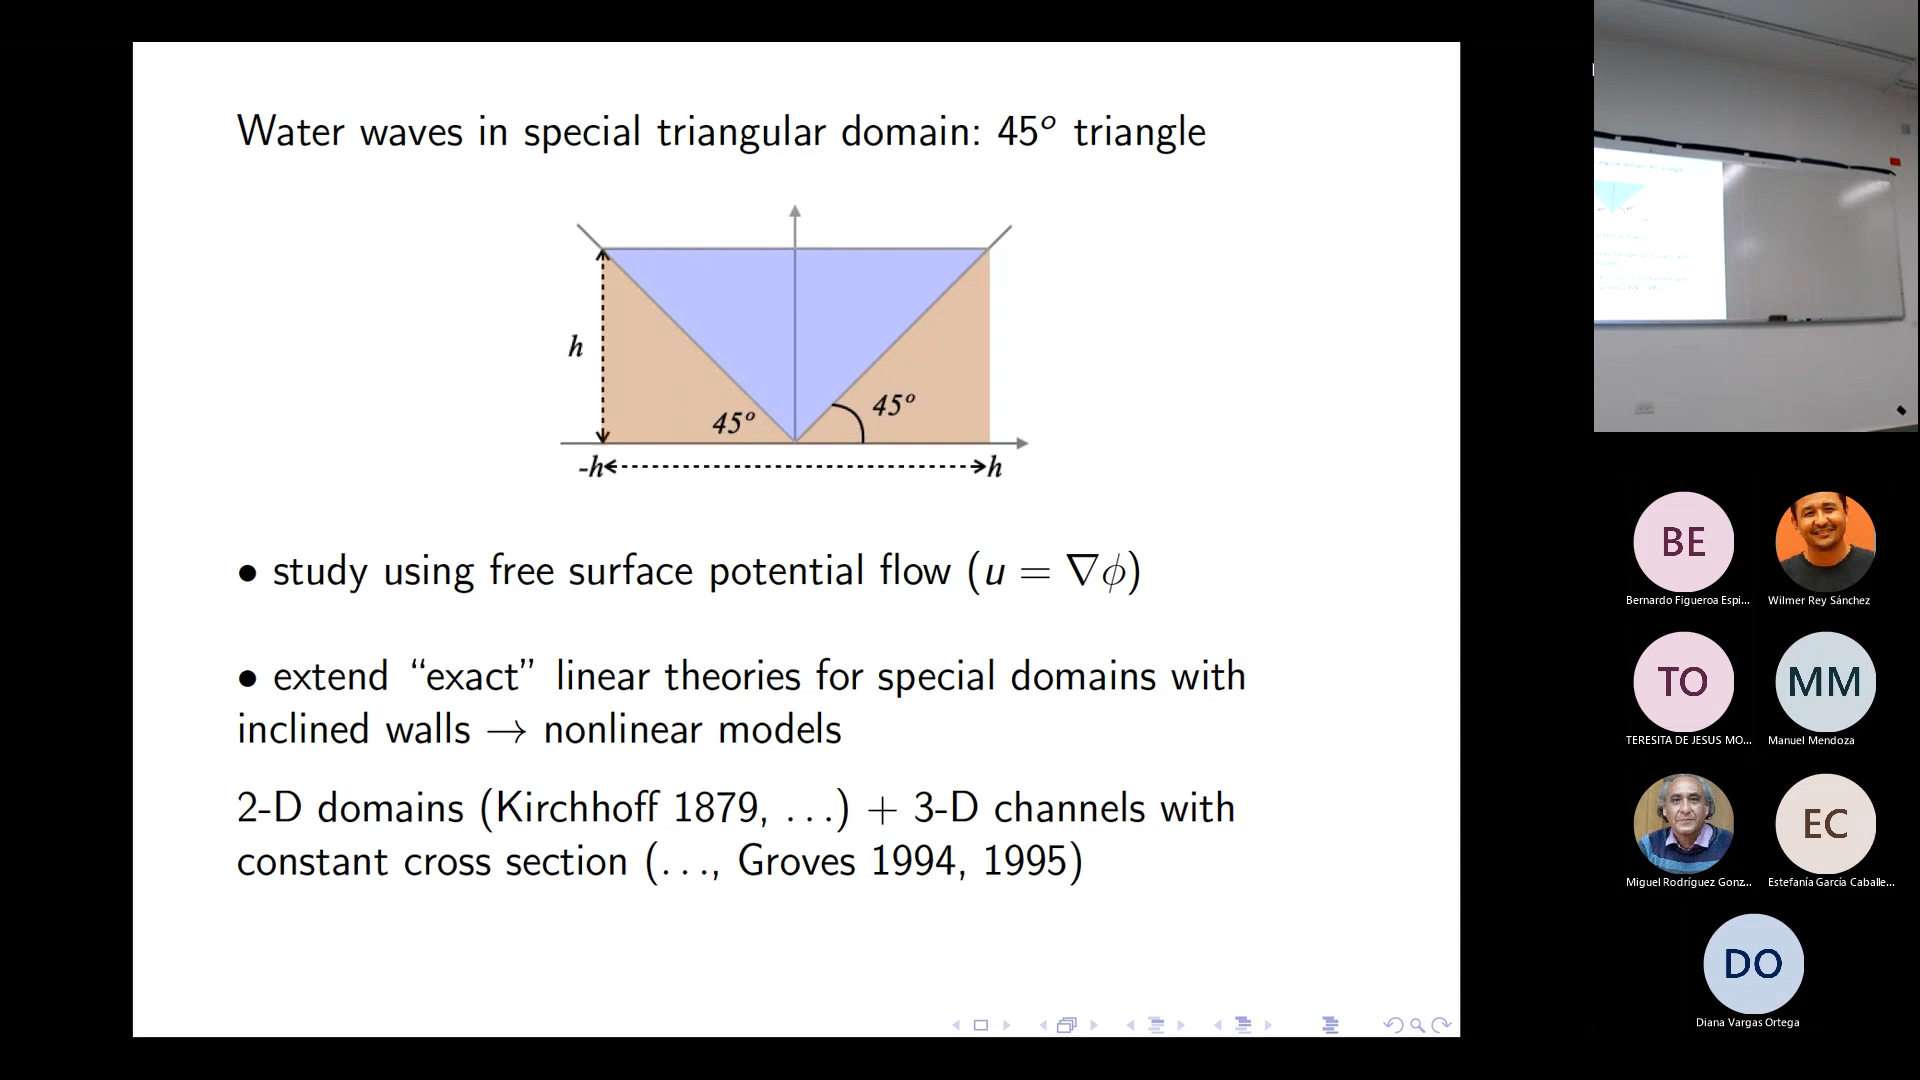 Water waves in special triangular domain: 45º triangle
h
45º
45º
-h
h
• study using free surface potential flow (u = ∇ϕ)
• extend “exact” linear theories for special domains with
inclined walls → nonlinear models
2-D domains (Kirchhoff 1879, ...) + 3-D channels with
constant cross section (..., Groves 1994, 1995)
BE
Bernardo Figueroa Espi...
Wilmer Rey Sánchez
TO
TERESITA DE JESUS MO...
MM
Manuel Mendoza
Miguel Rodríguez Gonz...
EC
Estefanía García Caballe...
DO
Diana Vargas Ortega